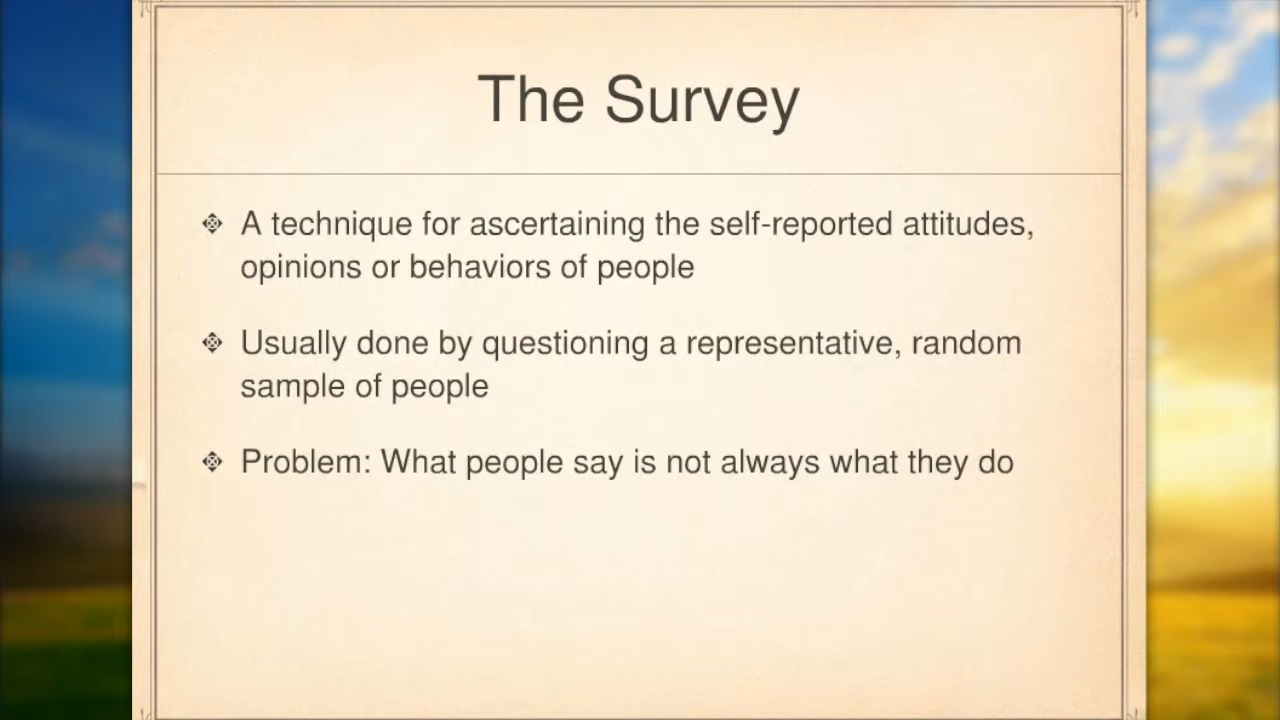 The Survey
A technique for ascertaining the self-reported attitudes,
opinions or behaviors of people
Usually done by questioning a representative, random
sample of people
Problem: What people say is not always what they do